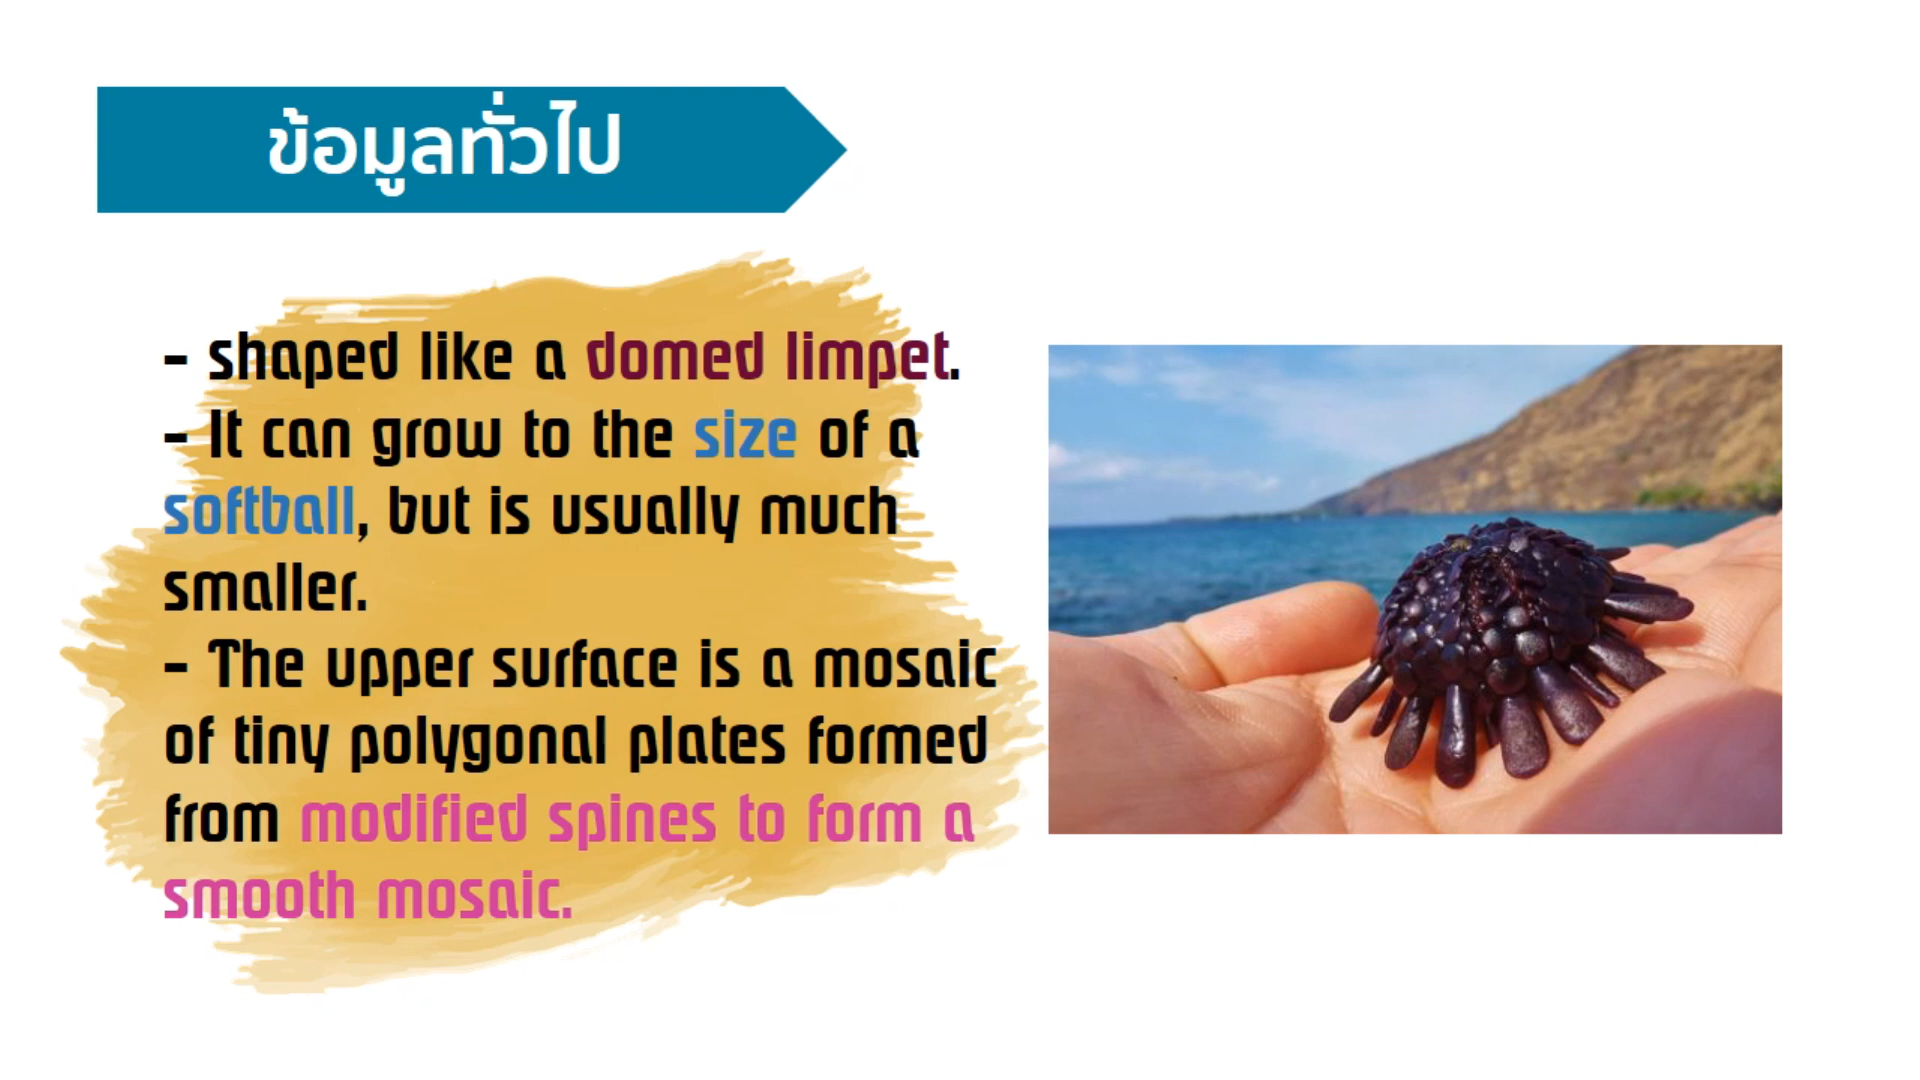 ข้อมูลทั่วไป
- shaped like a domed limpet.
- It can grow to the size of a
softball, but is usually much
smaller.
- The upper surface is a mosaic
of tiny polygonal plates formed
from modified spines to form a
smooth mosaic.